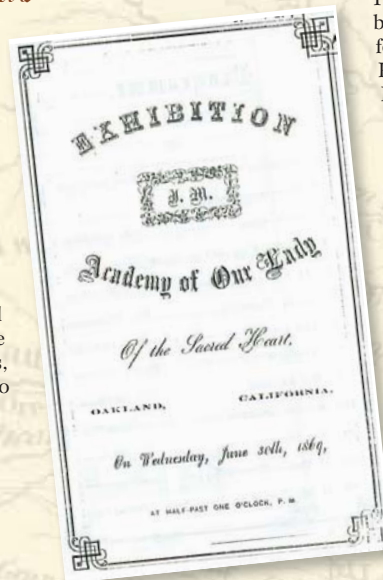 EXHIBITION
J. M.
Academy of Our Lady
Of the Sacred Heart,
OAKLAND, CALIFORNIA.
On Wednesday, June 30th, 1869,
AT HALF-PAST ONE O'CLOCK, P. M.